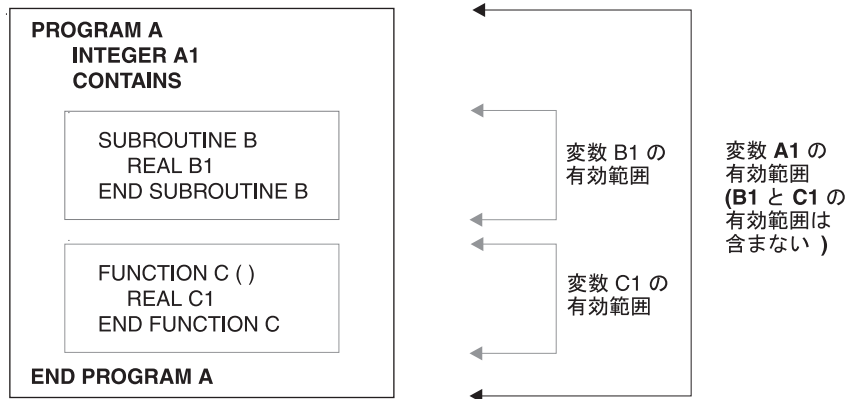 PROGRAM A
INTEGER A1
CONTAINS
SUBROUTINE B
REAL B1
END SUBROUTINE B
FUNCTION C ( )
REAL C1
END FUNCTION C
END PROGRAM A
変数 B1 の
有効範囲
変数 C1 の
有効範囲
変数 A1 の
有効範囲
(B1 と C1 の
有効範囲は
含まない )